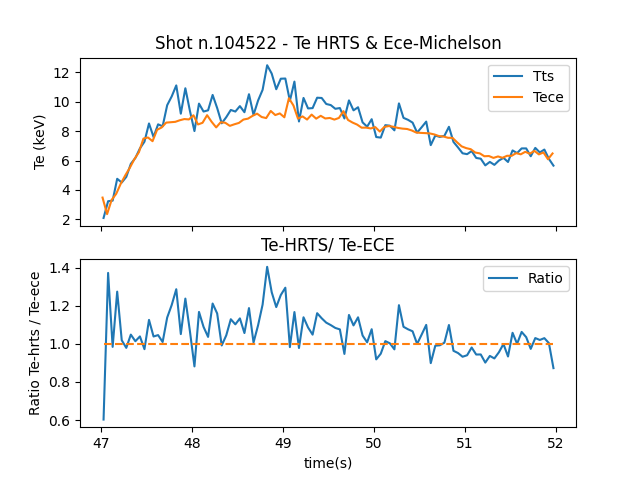 Shot n.104522 - Te HRTS & Ece-Michelson
Te (keV)
12
10
8
6
4
2
Tts
Tece
Te-HRTS/ Te-ECE
Ratio Te-hrts / Te-ece
1.4
1.2
1.0
0.8
0.6
Ratio
47 48 49 50 51 52
time(s)